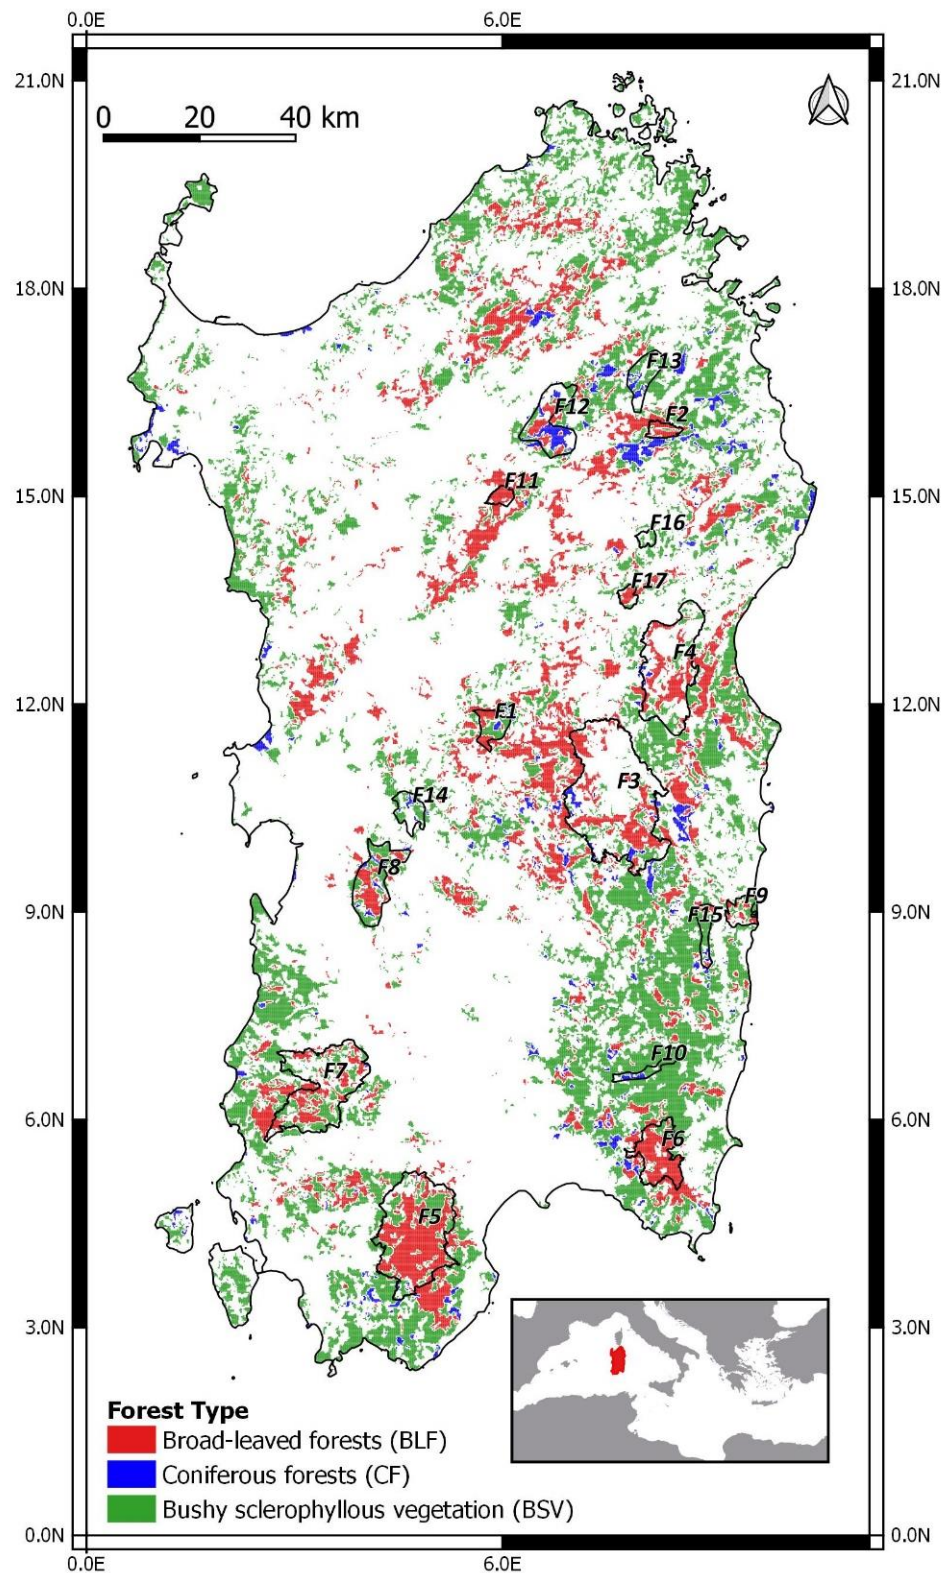 0.0E 6.0E
21.0N 21.0N
0 20 40 km
18.0N 18.0N
F13
F12 F2
F11
15.0N 15.0N
F16
F17
F4
12.0N 12.0N
F1
F3
F14
F8
F9
9.0N F15 9.0N
F10
F7
6.0N 6.0N
F6
F5
3.0N 3.0N
Forest Type
Broad-leaved forests (BLF)
Coniferous forests (CF)
Bushy sclerophyllous vegetation (BSV)
0.0N 0.0N
0.0E 6.0E